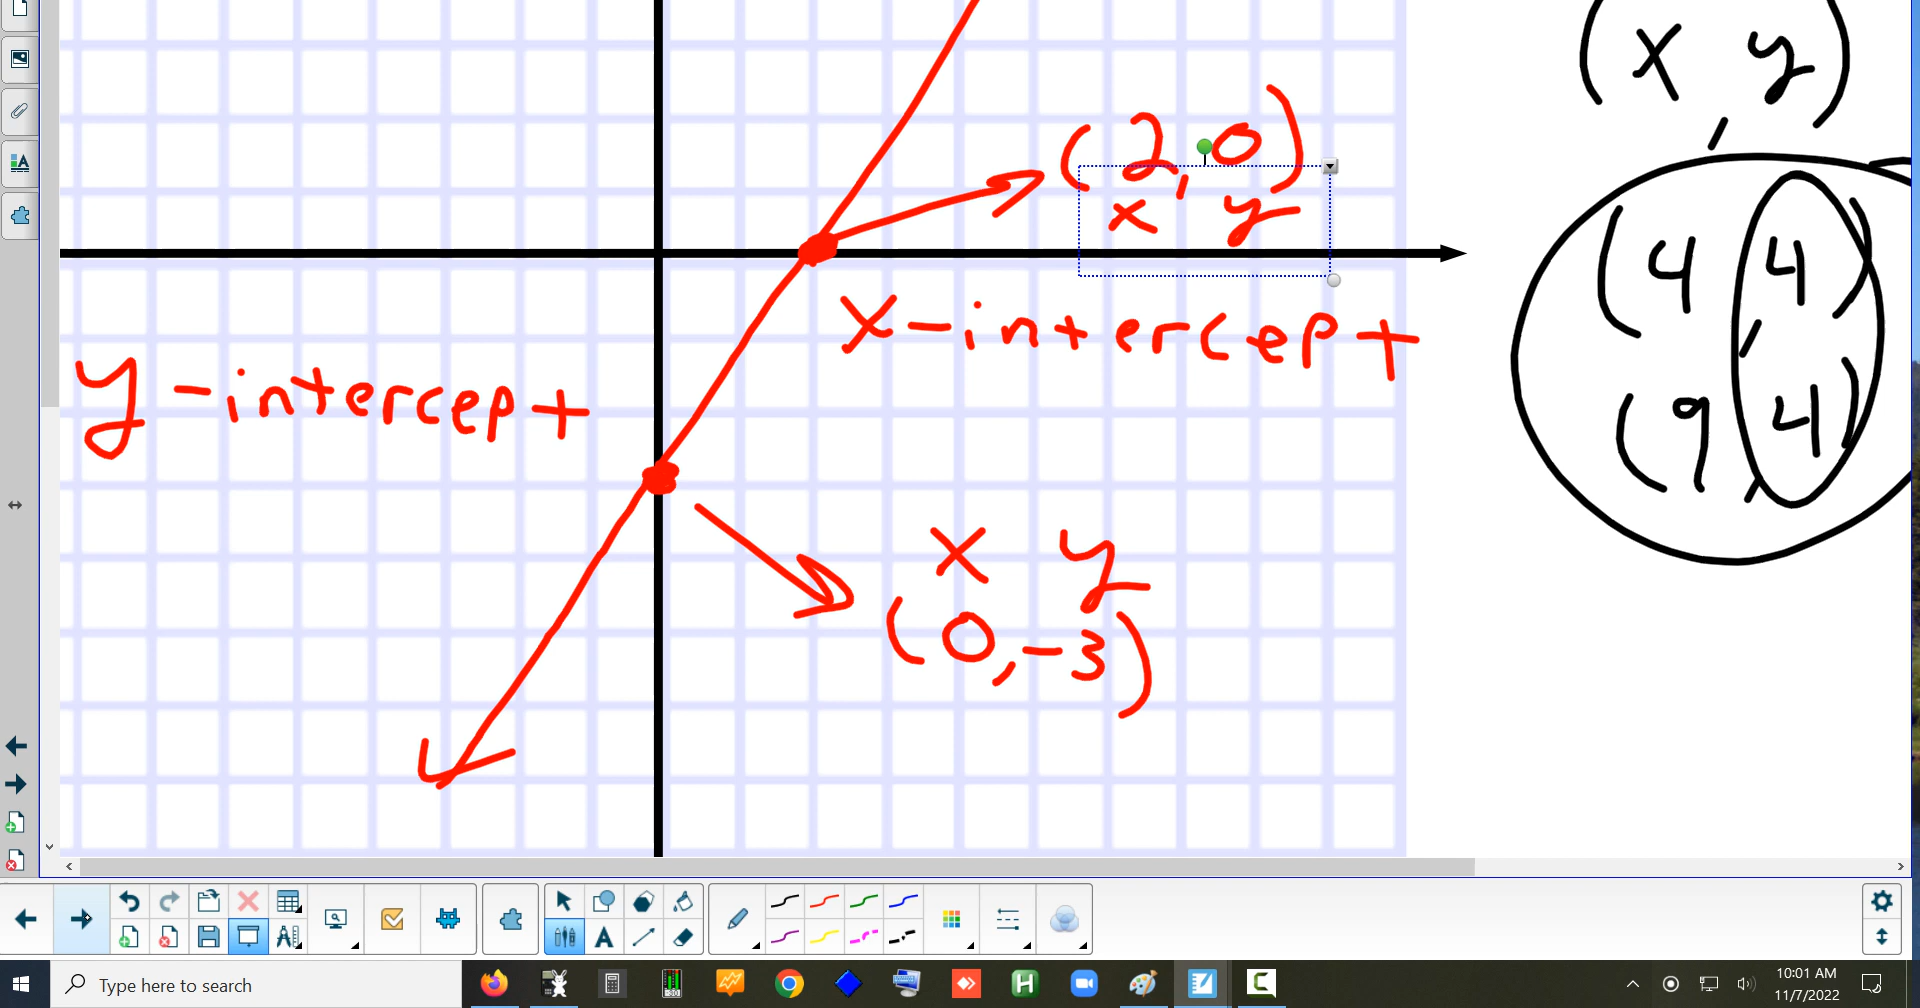 (x, y)
(2, 0)
x y
(4, 4)
x-intercept
y-intercept
(9, 4)
x y
(0, -3)
A
Type here to search
H
C
10:01 AM
11/7/2022